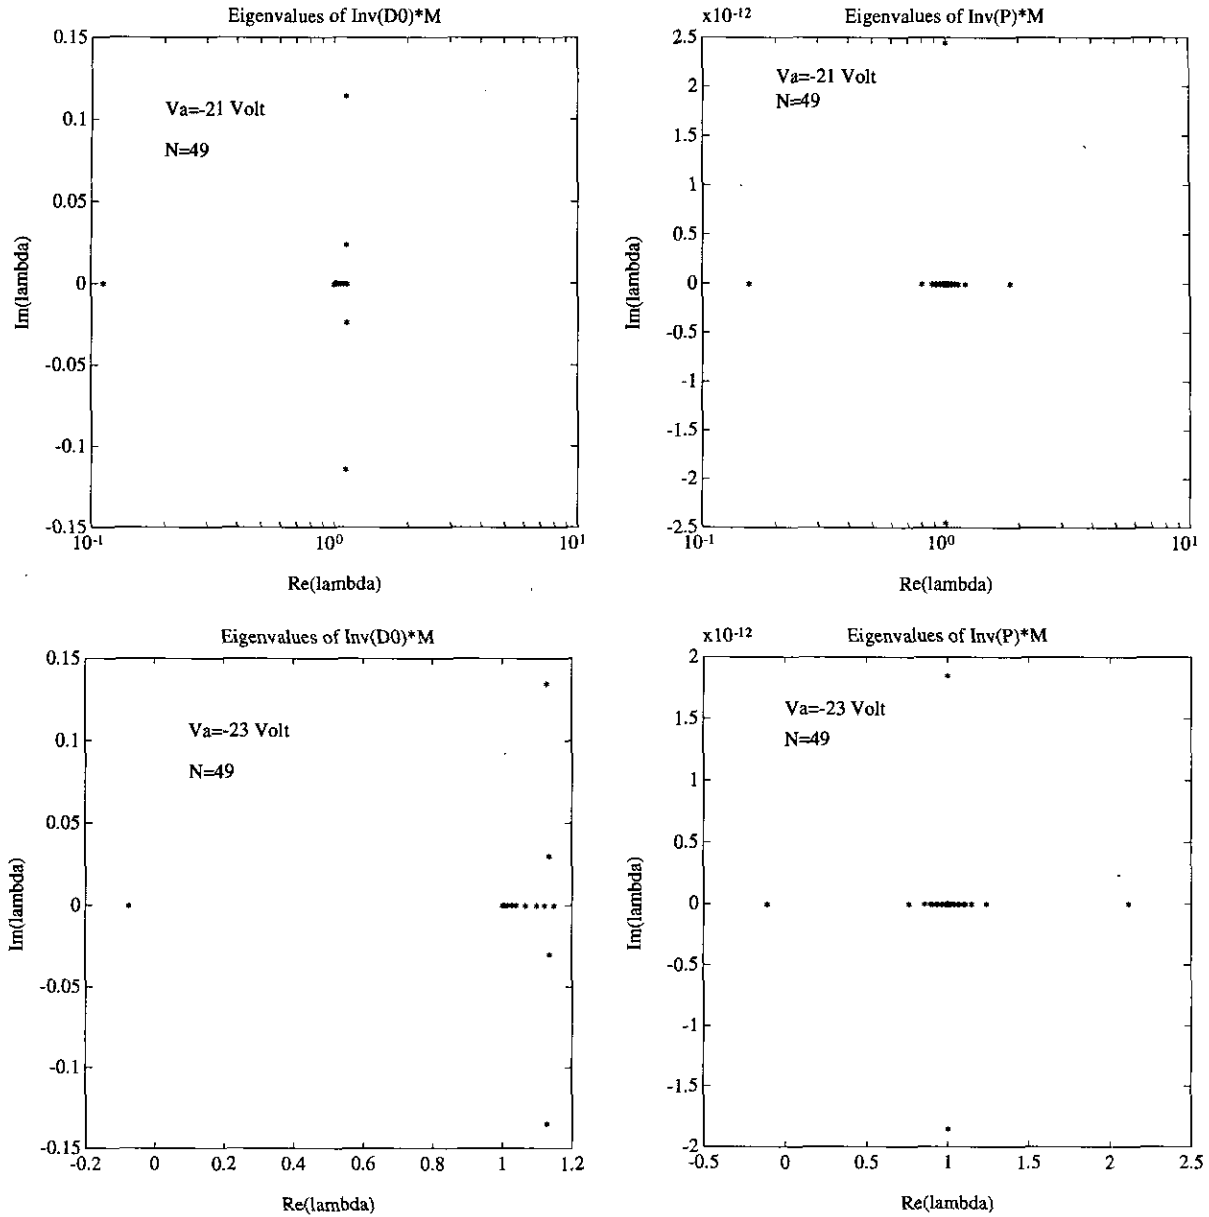 Eigenvalues of Inv(D0)*M
0.15
0.1
0.05
0
-0.05
-0.1
-0.15
Im(lambda)
Va=-21 Volt
N=49
10-1 100 101
Re(lambda)
x10-12 Eigenvalues of Inv(P)*M
2.5
2
1.5
1
0.5
0
-0.5
-1
-1.5
-2
-2.5
Im(lambda)
Va=-21 Volt
N=49
10-1 100 101
Re(lambda)
Eigenvalues of Inv(D0)*M
0.15
0.1
0.05
0
-0.05
-0.1
-0.15
Im(lambda)
Va=-23 Volt
N=49
-0.2 0 0.2 0.4 0.6 0.8 1 1.2
Re(lambda)
x10-12 Eigenvalues of Inv(P)*M
2
1.5
1
0.5
0
-0.5
-1
-1.5
-2
Im(lambda)
Va=-23 Volt
N=49
-0.5 0 0.5 1 1.5 2 2.5
Re(lambda)